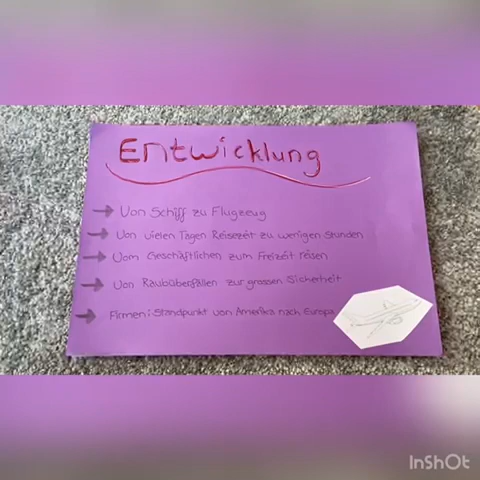 Entwicklung
→ Von Schiff zu Flugzeug
→ Von vielen Tagen Reisezeit zu wenigen Stunden
→ Vom Geschäftlichen zum Freizeit reisen
→ Von Raubüberfällen zur grossen Sicherheit
→ Firmen: Standpunkt von Amerika nach Europa
InShOt